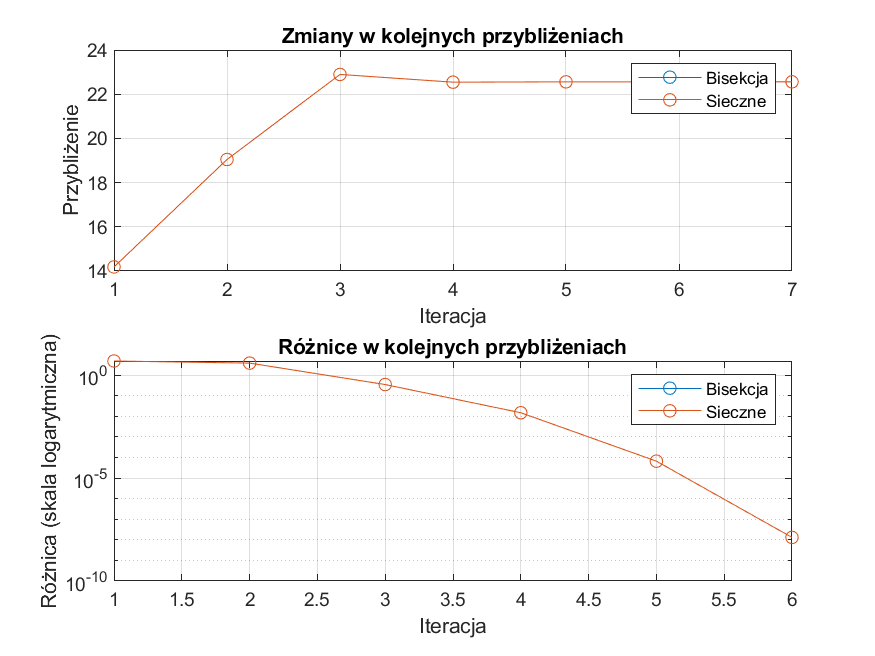 Zmiany w kolejnych przybliżeniach
24
22
20
18
16
14
Przybliżenie
Bisekcja
Sieczne
1 2 3 4 5 6 7
Iteracja
Różnice w kolejnych przybliżeniach
10^0
10^-5
10^-10
Różnica (skala logarytmiczna)
Bisekcja
Sieczne
1 1.5 2 2.5 3 3.5 4 4.5 5 5.5 6
Iteracja